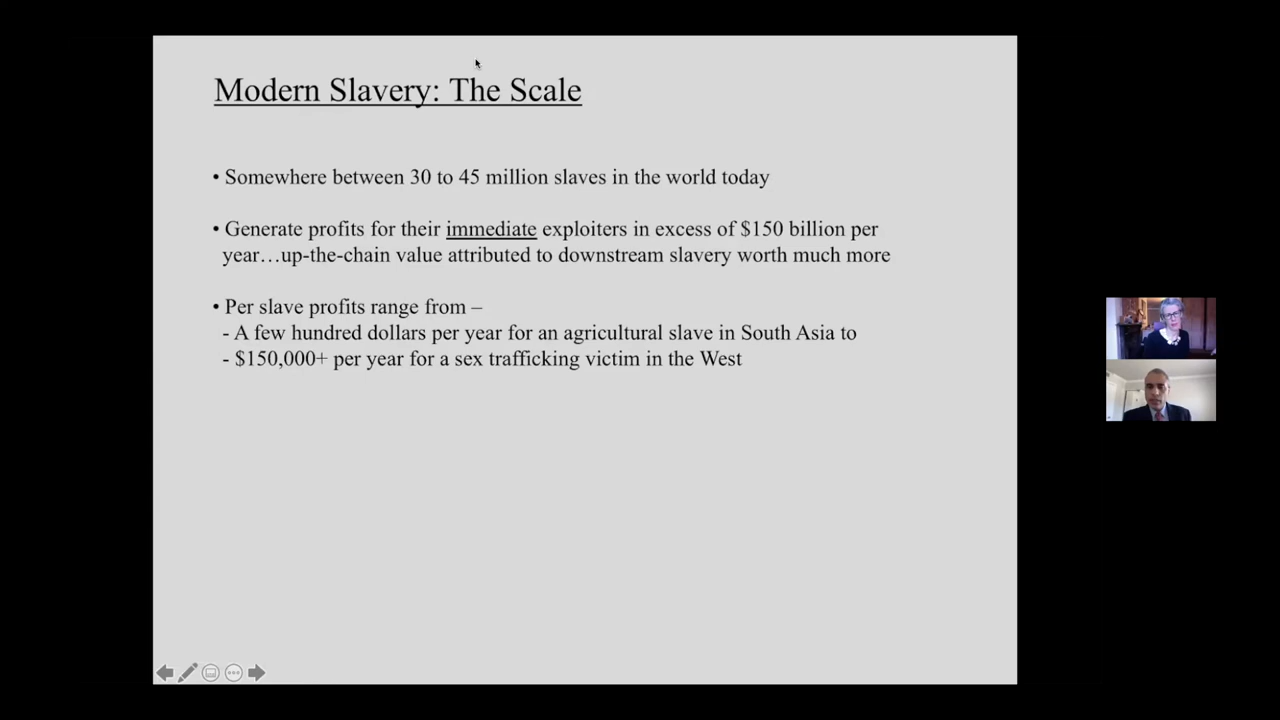 Modern Slavery: The Scale
• Somewhere between 30 to 45 million slaves in the world today
• Generate profits for their immediate exploiters in excess of $150 billion per
year…up-the-chain value attributed to downstream slavery worth much more
• Per slave profits range from –
- A few hundred dollars per year for an agricultural slave in South Asia to
- $150,000+ per year for a sex trafficking victim in the West